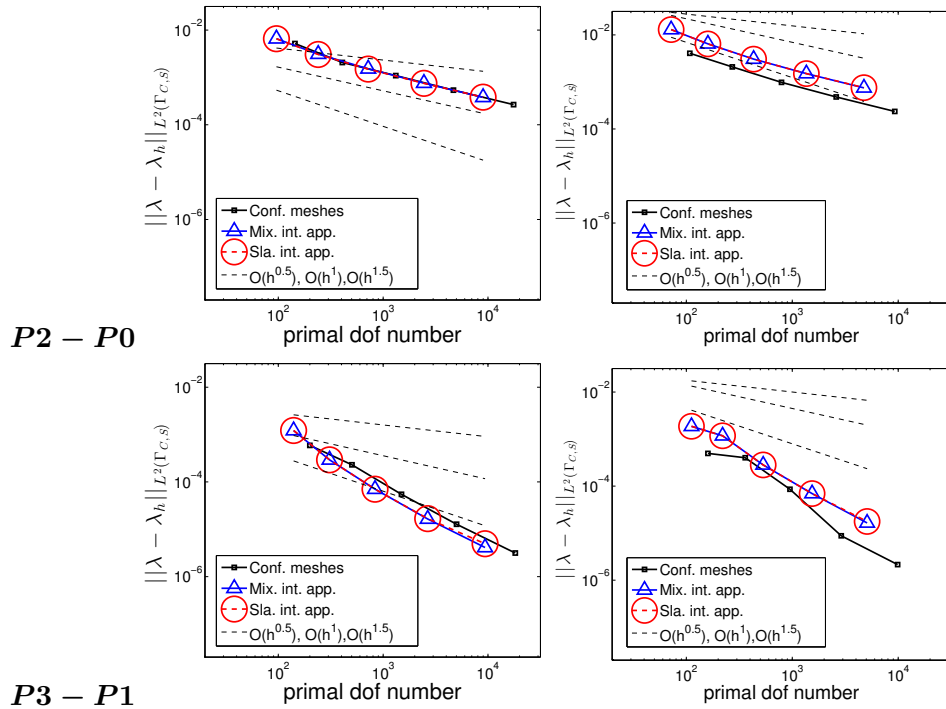 10^{-2}
10^{-4}
10^{-6}
||λ − λ_h||_{L^2(Γ_{C,S})}
Conf. meshes
Mix. int. app.
Sla. int. app.
O(h^{0.5}), O(h^1),O(h^{1.5})
10^2
10^3
10^4
primal dof number
10^{-2}
10^{-4}
10^{-6}
||λ − λ_h||_{L^2(Γ_{C,S})}
Conf. meshes
Mix. int. app.
Sla. int. app.
O(h^{0.5}), O(h^1),O(h^{1.5})
10^2
10^3
10^4
primal dof number
P2 − P0
10^{-2}
10^{-4}
10^{-6}
||λ − λ_h||_{L^2(Γ_{C,S})}
Conf. meshes
Mix. int. app.
Sla. int. app.
O(h^{0.5}), O(h^1),O(h^{1.5})
10^2
10^3
10^4
primal dof number
10^{-2}
10^{-4}
10^{-6}
||λ − λ_h||_{L^2(Γ_{C,S})}
Conf. meshes
Mix. int. app.
Sla. int. app.
O(h^{0.5}), O(h^1),O(h^{1.5})
10^2
10^3
10^4
primal dof number
P3 − P1